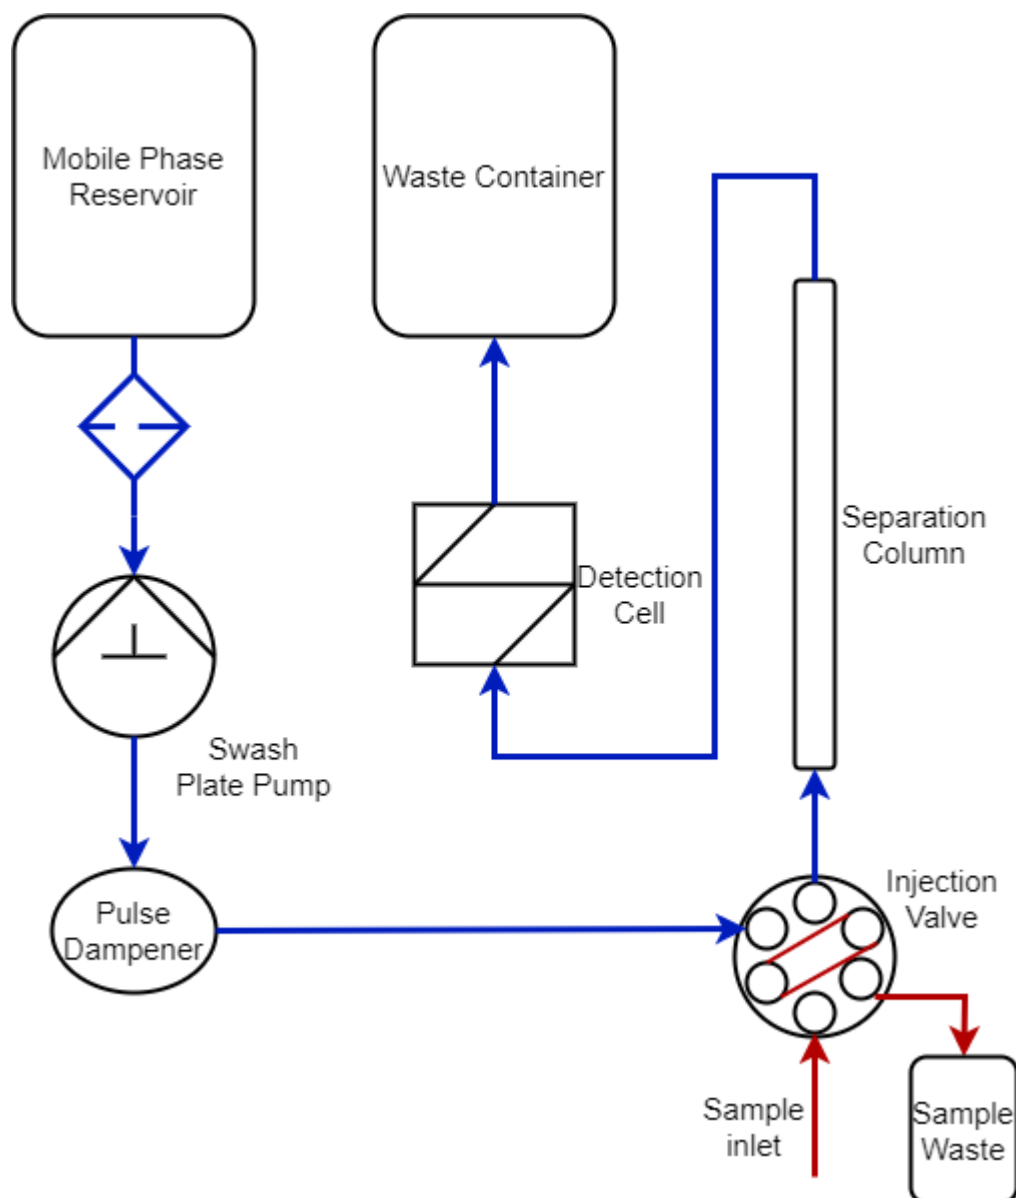 Mobile Phase
Reservoir
Waste Container
Separation
Column
Detection
Cell
Swash
Plate Pump
Pulse
Dampener
Injection
Valve
Sample
inlet
Sample
Waste